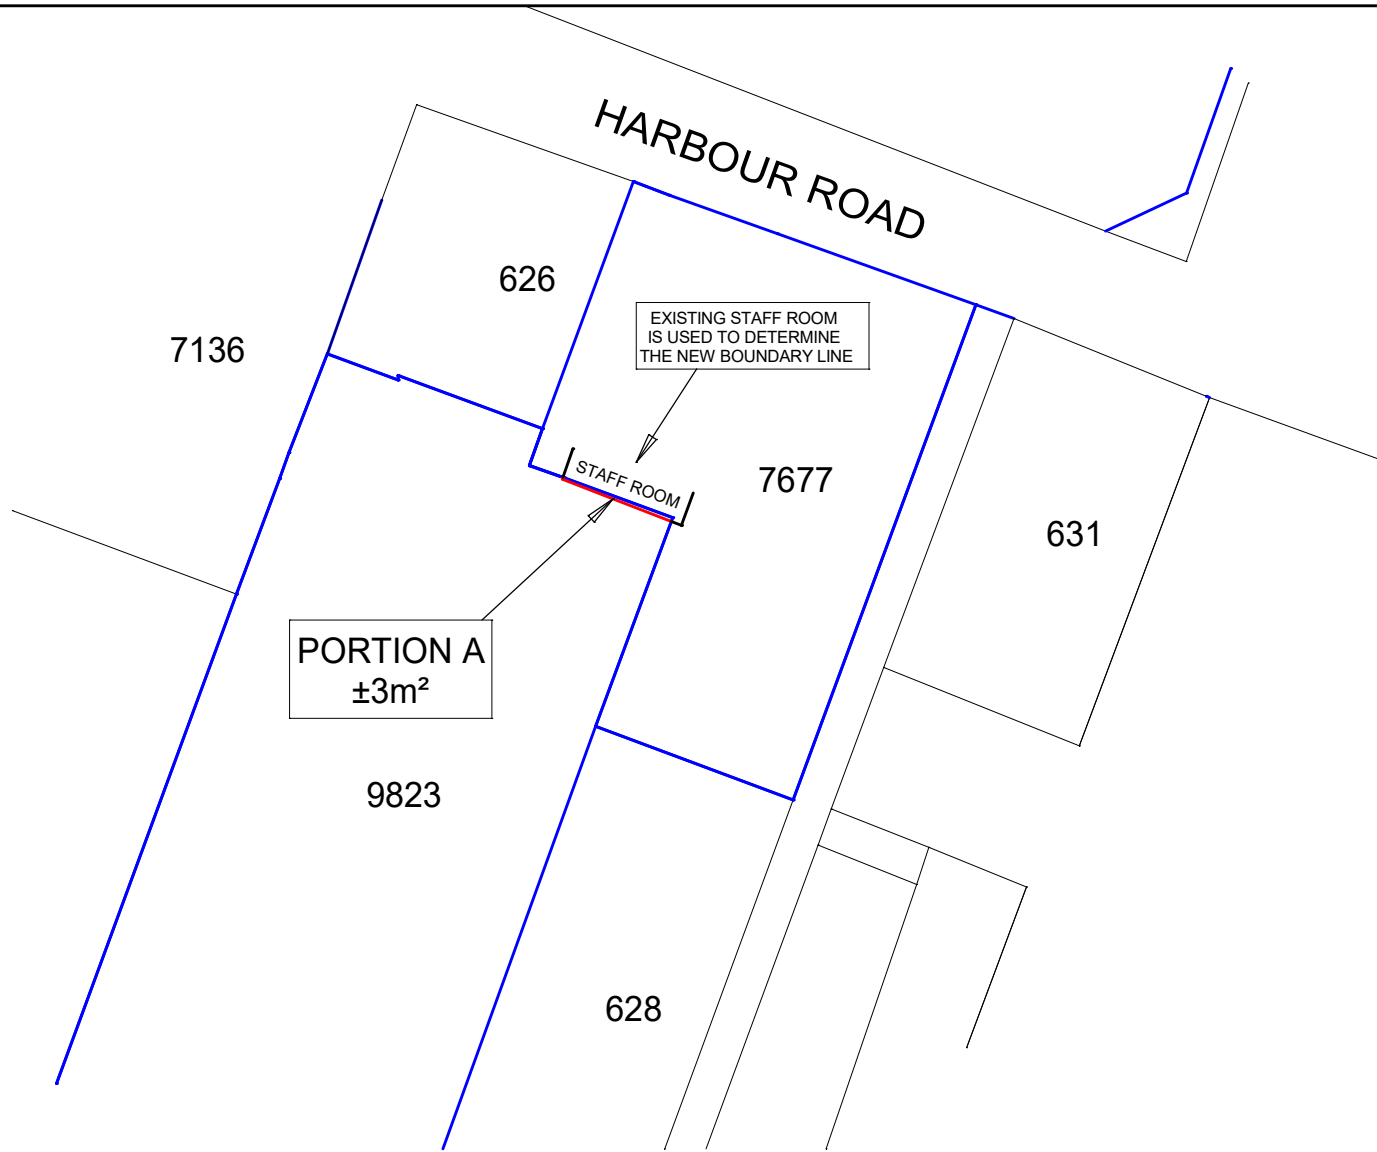 HARBOUR ROAD
626
EXISTING STAFF ROOM
IS USED TO DETERMINE
THE NEW BOUNDARY LINE
7136
STAFF ROOM
7677
631
PORTION A
±3m²
9823
628